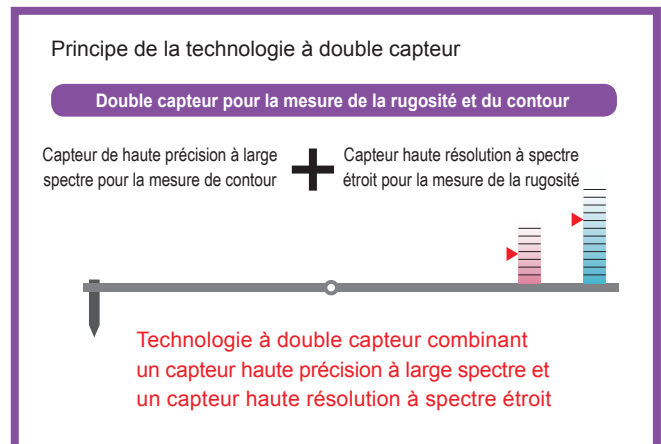 Principe de la technologie à double capteur
Double capteur pour la mesure de la rugosité et du contour
Capteur de haute précision à large
spectre pour la mesure de contour
Capteur haute résolution à spectre
étroit pour la mesure de la rugosité
Technologie à double capteur combinant
un capteur haute précision à large spectre et
un capteur haute résolution à spectre étroit